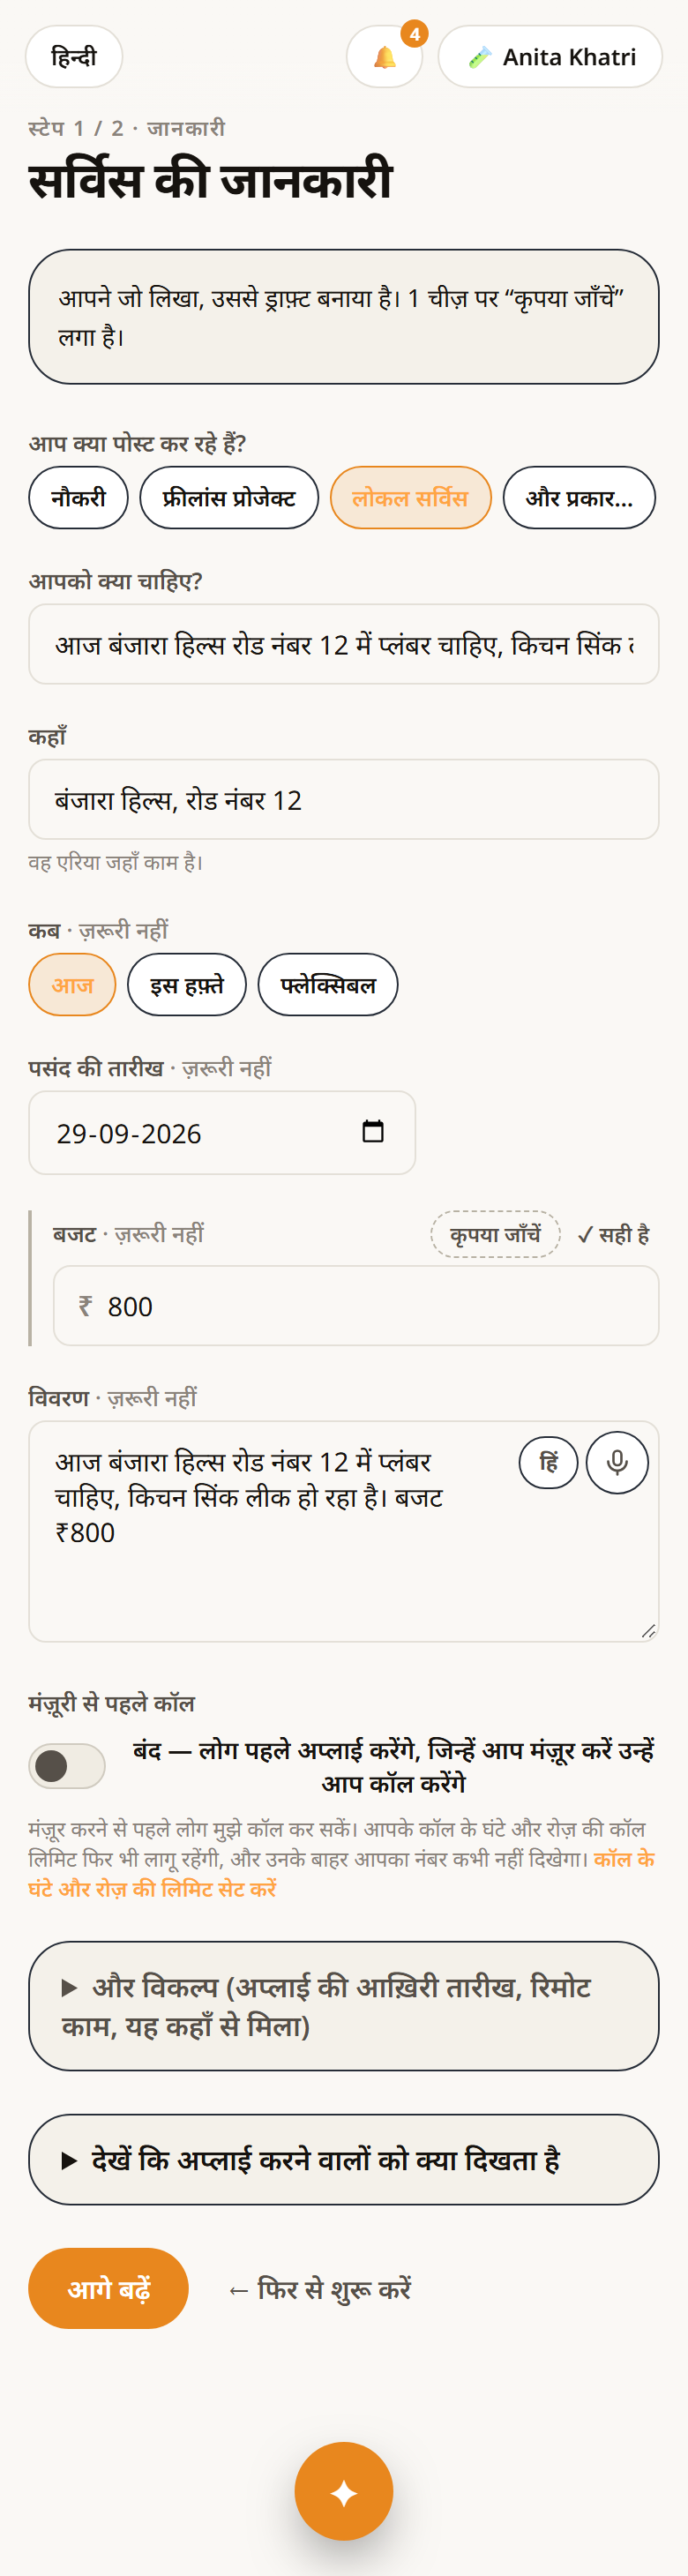 हिन्दी
4
Anita Khatri
स्टेप 1 / 2 · जानकारी
सर्विस की जानकारी
आपने जो लिखा, उससे ड्राफ़्ट बनाया है। 1 चीज़ पर “कृपया जाँचें”
लगा है।
आप क्या पोस्ट कर रहे हैं?
नौकरी
फ्रीलांस प्रोजेक्ट
लोकल सर्विस
और प्रकार…
आपको क्या चाहिए?
आज बंजारा हिल्स रोड नंबर 12 में प्लंबर चाहिए, किचन सिंक
कहाँ
बंजारा हिल्स, रोड नंबर 12
वह एरिया जहाँ काम है।
कब · ज़रूरी नहीं
आज
इस हफ़्ते
फ्लेक्सिबल
पसंद की तारीख · ज़रूरी नहीं
29-09-2026
बजट · ज़रूरी नहीं
कृपया जाँचें
✓ सही है
₹ 800
विवरण · ज़रूरी नहीं
आज बंजारा हिल्स रोड नंबर 12 में प्लंबर
चाहिए, किचन सिंक लीक हो रहा है। बजट
₹800
हिं
मंज़ूरी से पहले कॉल
बंद — लोग पहले अप्लाई करेंगे, जिन्हें आप मंज़ूर करें उन्हें
आप कॉल करेंगे
मंज़ूर करने से पहले लोग मुझे कॉल कर सकें। आपके कॉल के घंटे और रोज़ की कॉल
लिमिट फिर भी लागू रहेंगी, और उनके बाहर आपका नंबर कभी नहीं दिखेगा। कॉल के
घंटे और रोज़ की लिमिट सेट करें
▶ और विकल्प (अप्लाई की आख़िरी तारीख, रिमोट
काम, यह कहाँ से मिला)
▶ देखें कि अप्लाई करने वालों को क्या दिखता है
आगे बढ़ें
← फिर से शुरू करें